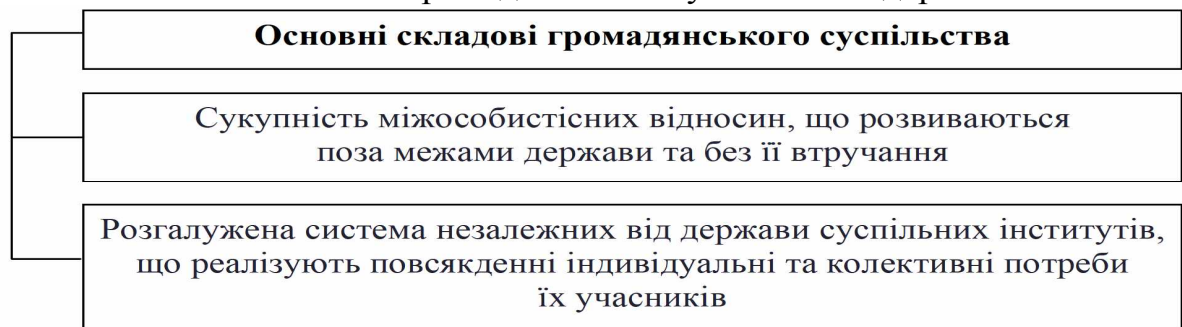 Основні складові громадянського суспільства
Сукупність міжособистісних відносин, що розвиваються
поза межами держави та без її втручання
Розгалужена система незалежних від держави суспільних інститутів,
що реалізують повсякденні індивідуальні та колективні потреби
їх учасників